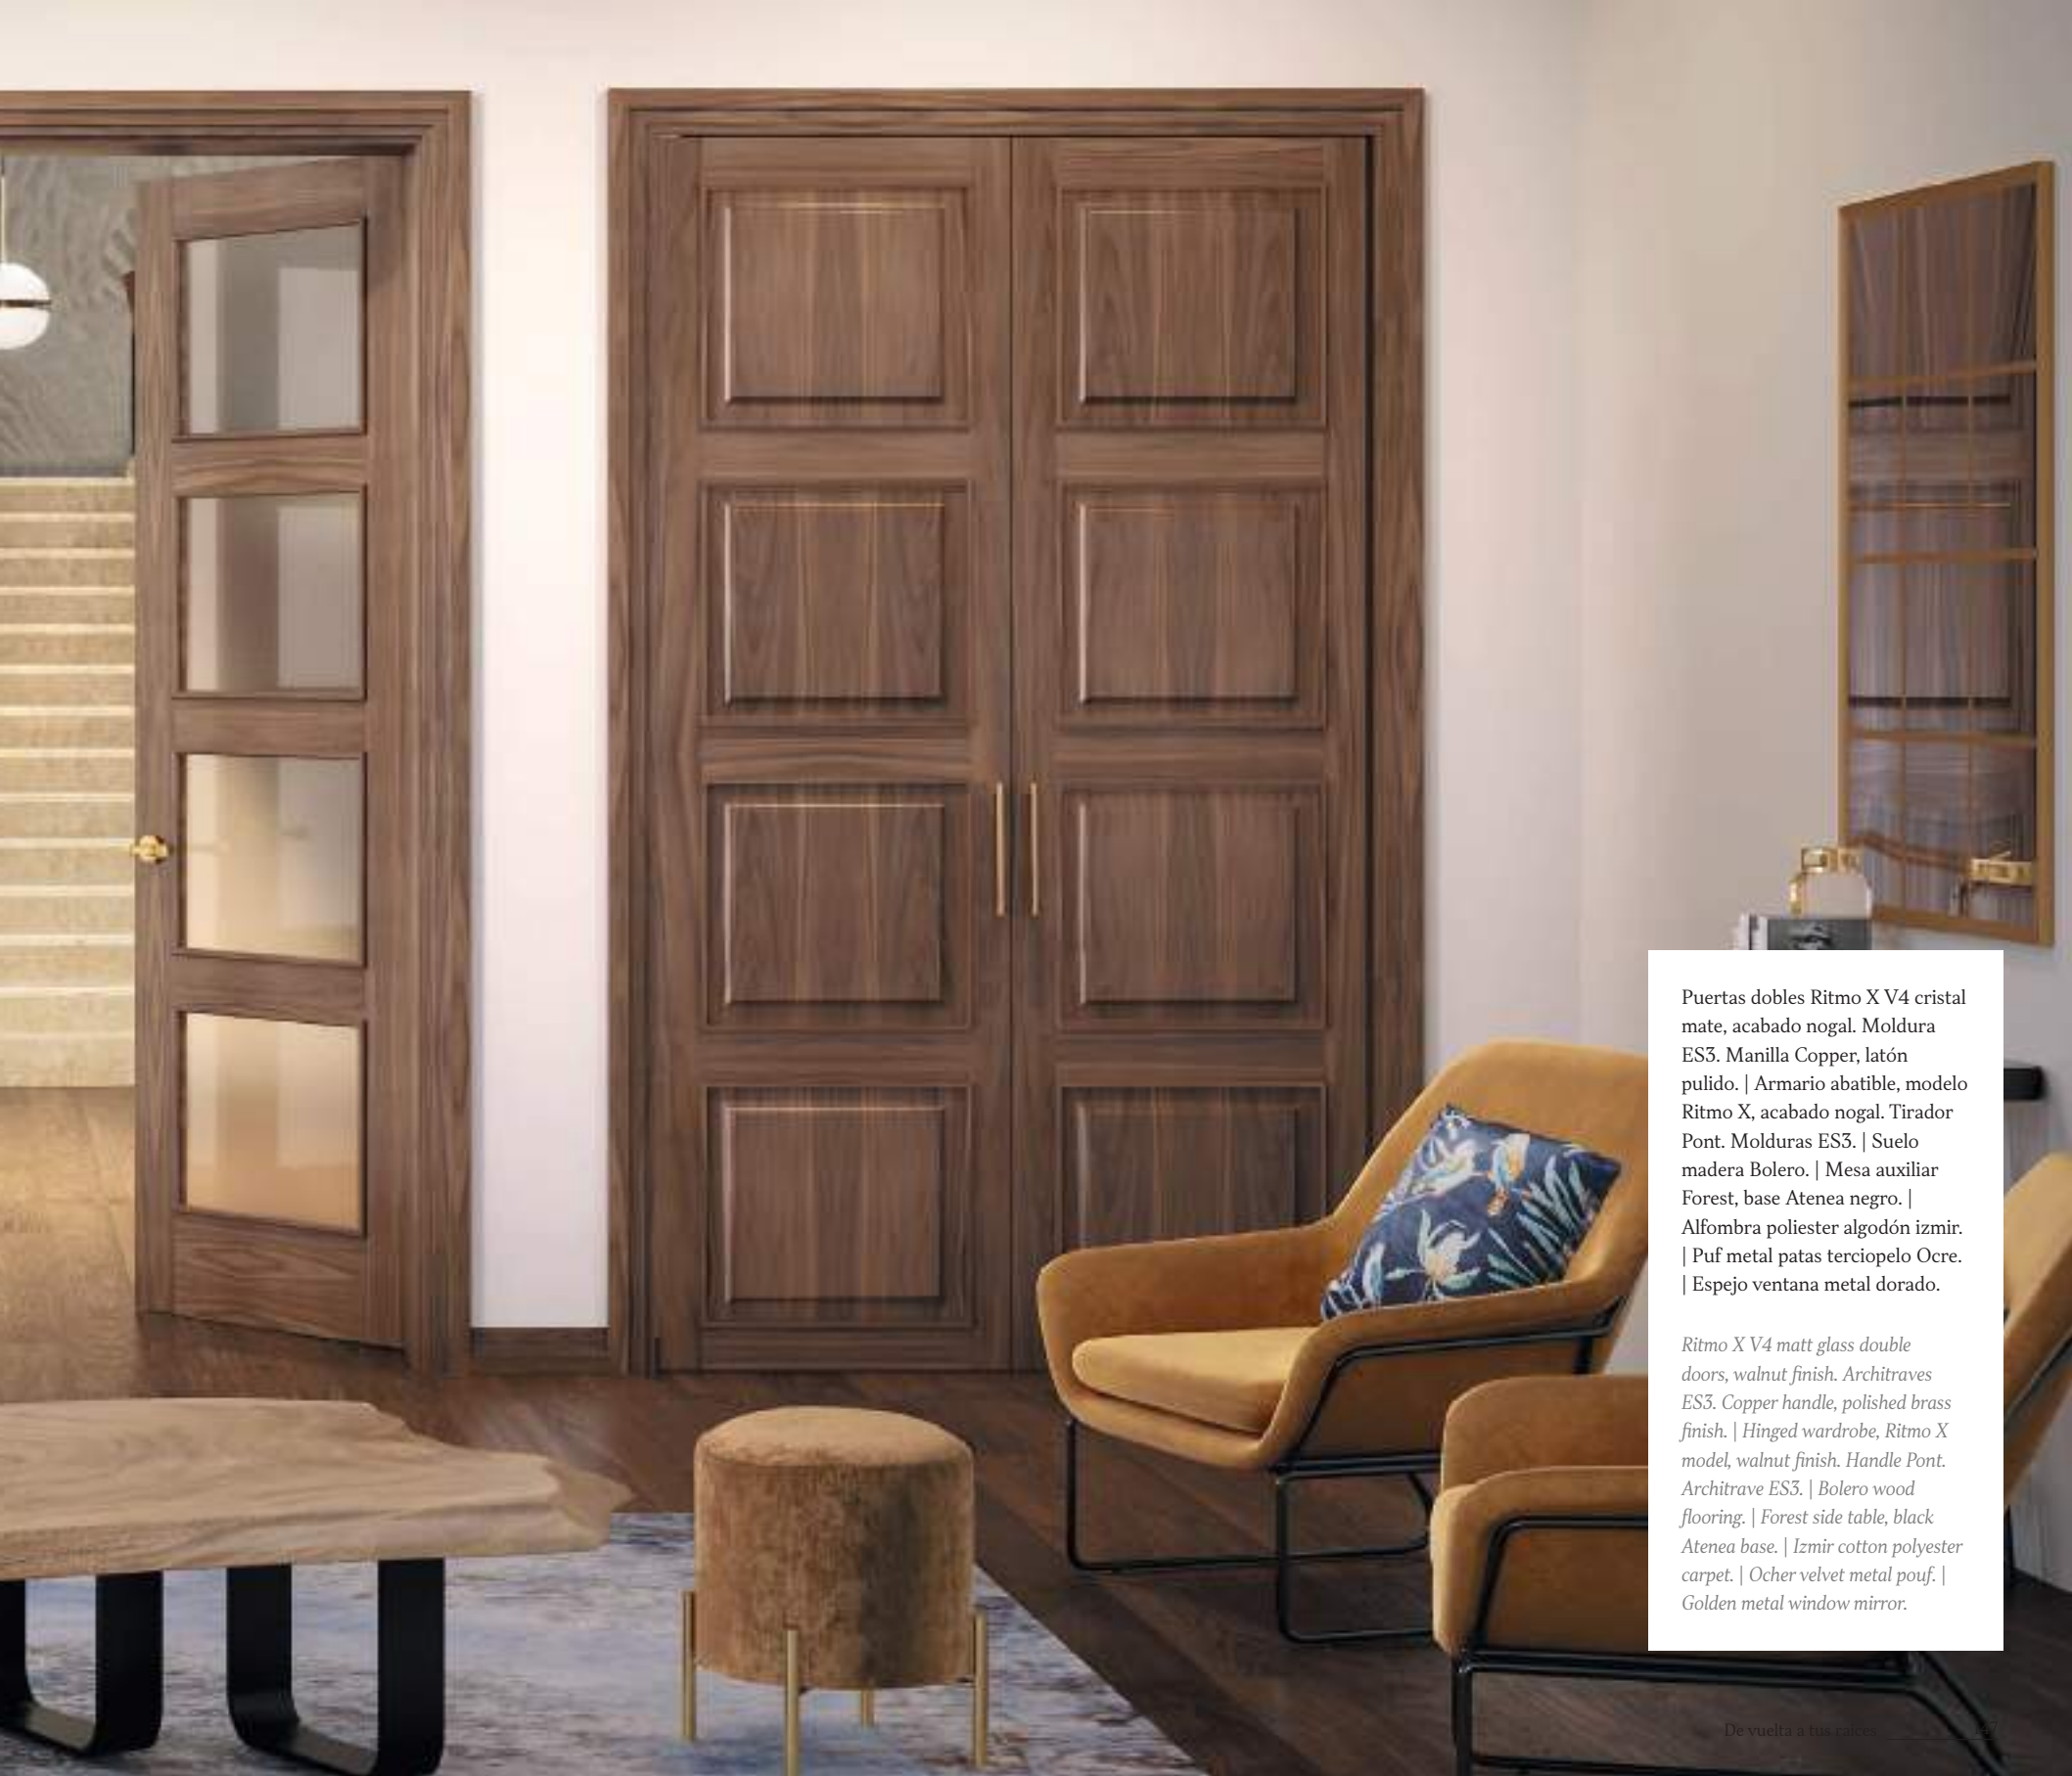 Puertas dobles Ritmo X V4 cristal
mate, acabado nogal. Moldura
ES3. Manilla Copper, latón
pulido. | Armario abatible, modelo
Ritmo X, acabado nogal. Tirador
Pont. Molduras ES3. | Suelo
madera Bolero. | Mesa auxiliar
Forest, base Atenea negro. |
Alfombra poliester algodón izmir.
| Puf metal patas terciopelo Ocre.
| Espejo ventana metal dorado.
Ritmo X V4 matt glass double
doors, walnut finish. Architraves
ES3. Copper handle, polished brass
finish. | Hinged wardrobe, Ritmo X
model, walnut finish. Handle Pont.
Architrave ES3. | Bolero wood
flooring. | Forest side table, black
Atenea base. | Izmir cotton polyester
carpet. | Ocher velvet metal pouf. |
Golden metal window mirror.
De vuelta a tus raíces